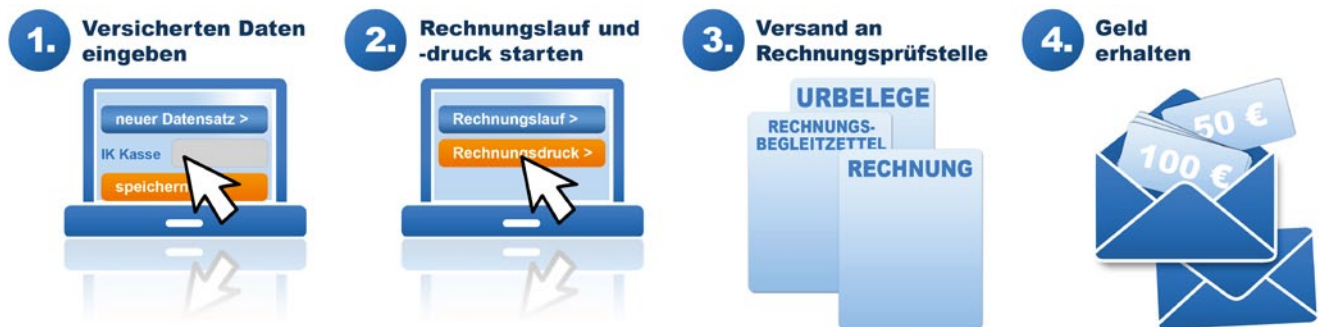 1. Versicherten Daten
eingeben
neuer Datensatz >
IK Kasse
speichern
2. Rechnungslauf und
-druck starten
Rechnungslauf >
Rechnungsdruck >
3. Versand an
Rechnungsprüfstelle
URBELEGE
RECHNUNGS-
BEGLEITZETTEL
RECHNUNG
4. Geld
erhalten
50 €
100 €